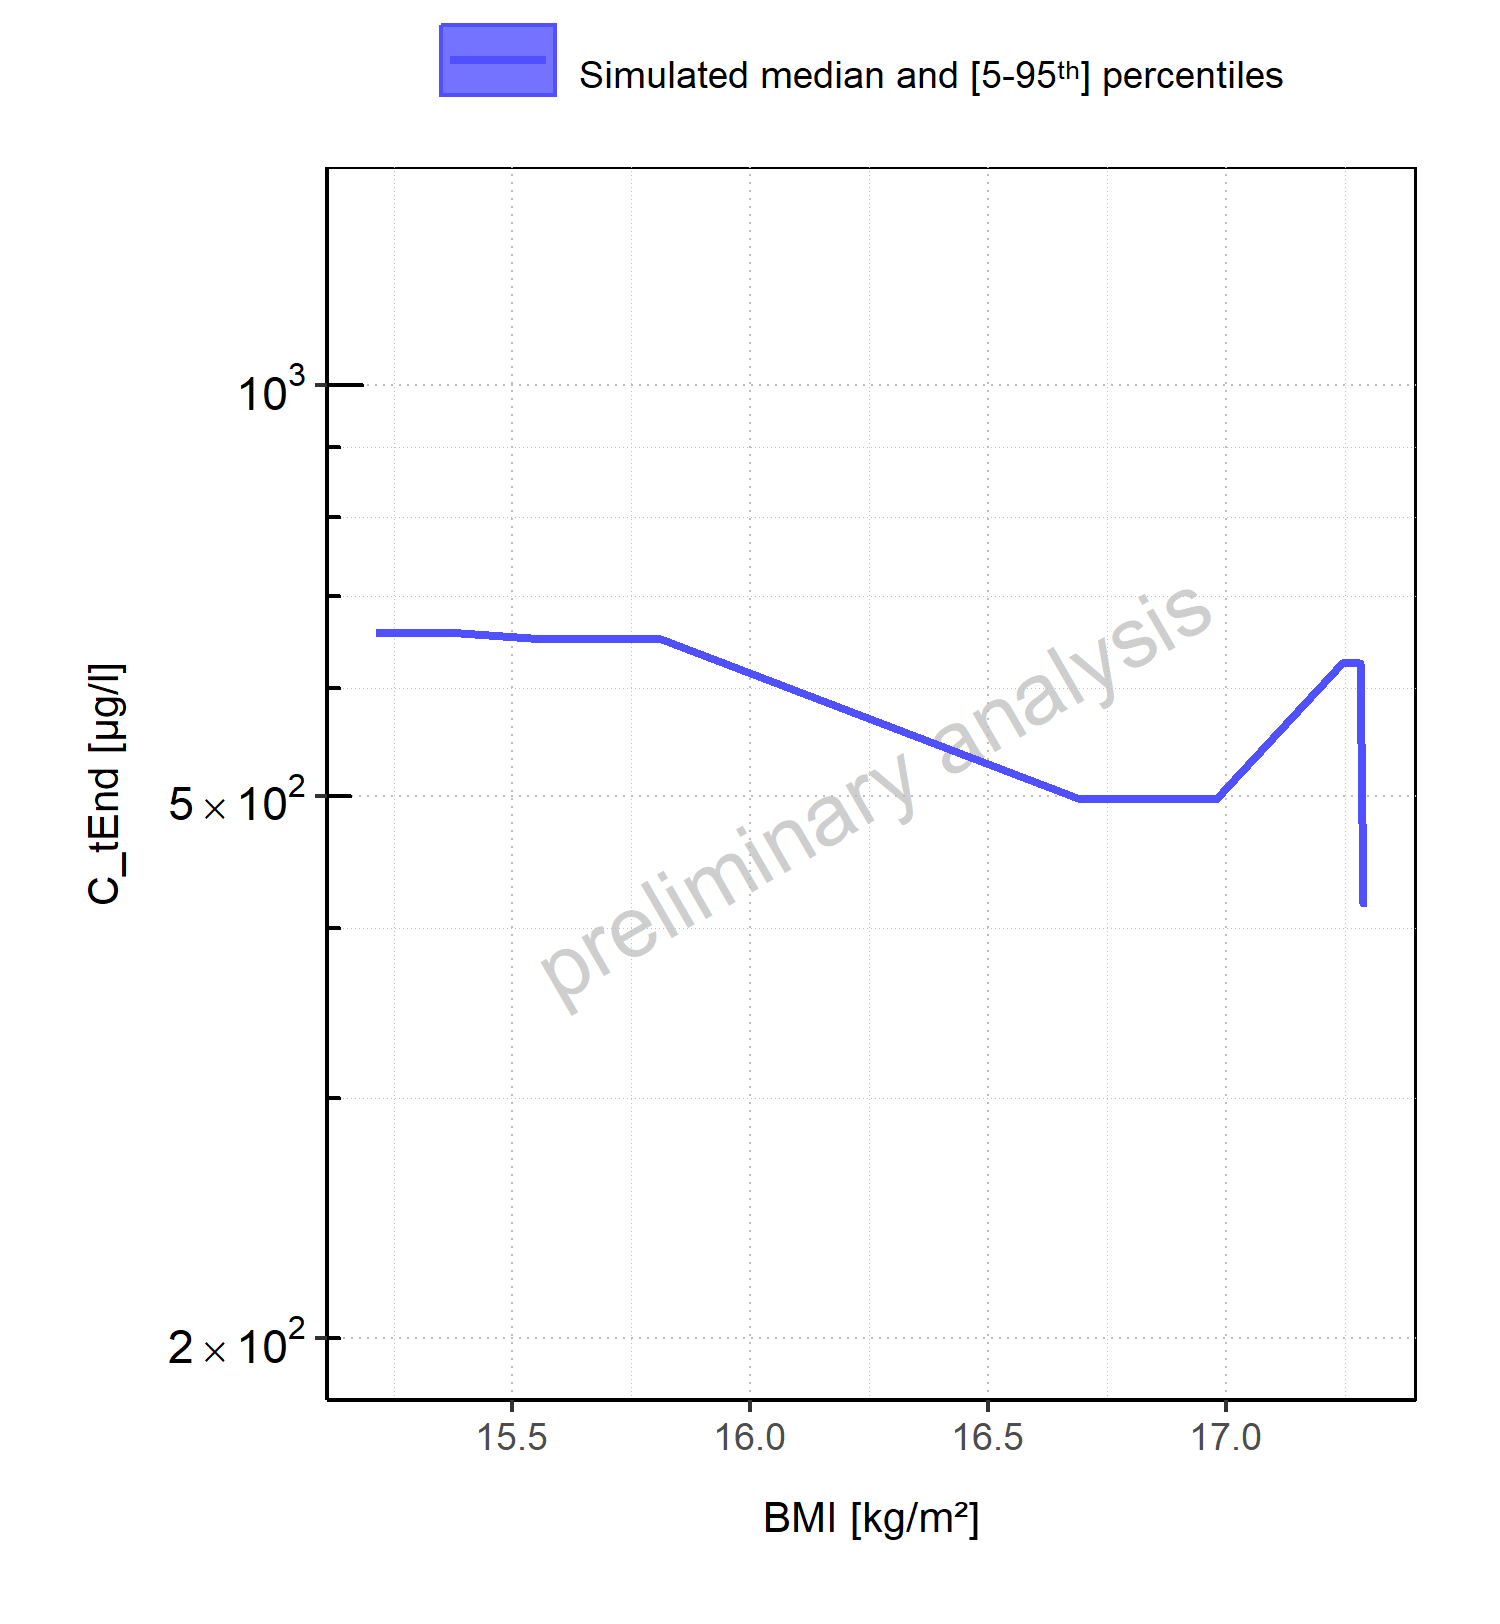 Simulated median and [5-95ᵗʰ] percentiles
10³
5 × 10²
2 × 10²
C_tEnd [µg/l]
preliminary analysis
15.5 16.0 16.5 17.0
BMI [kg/m²]